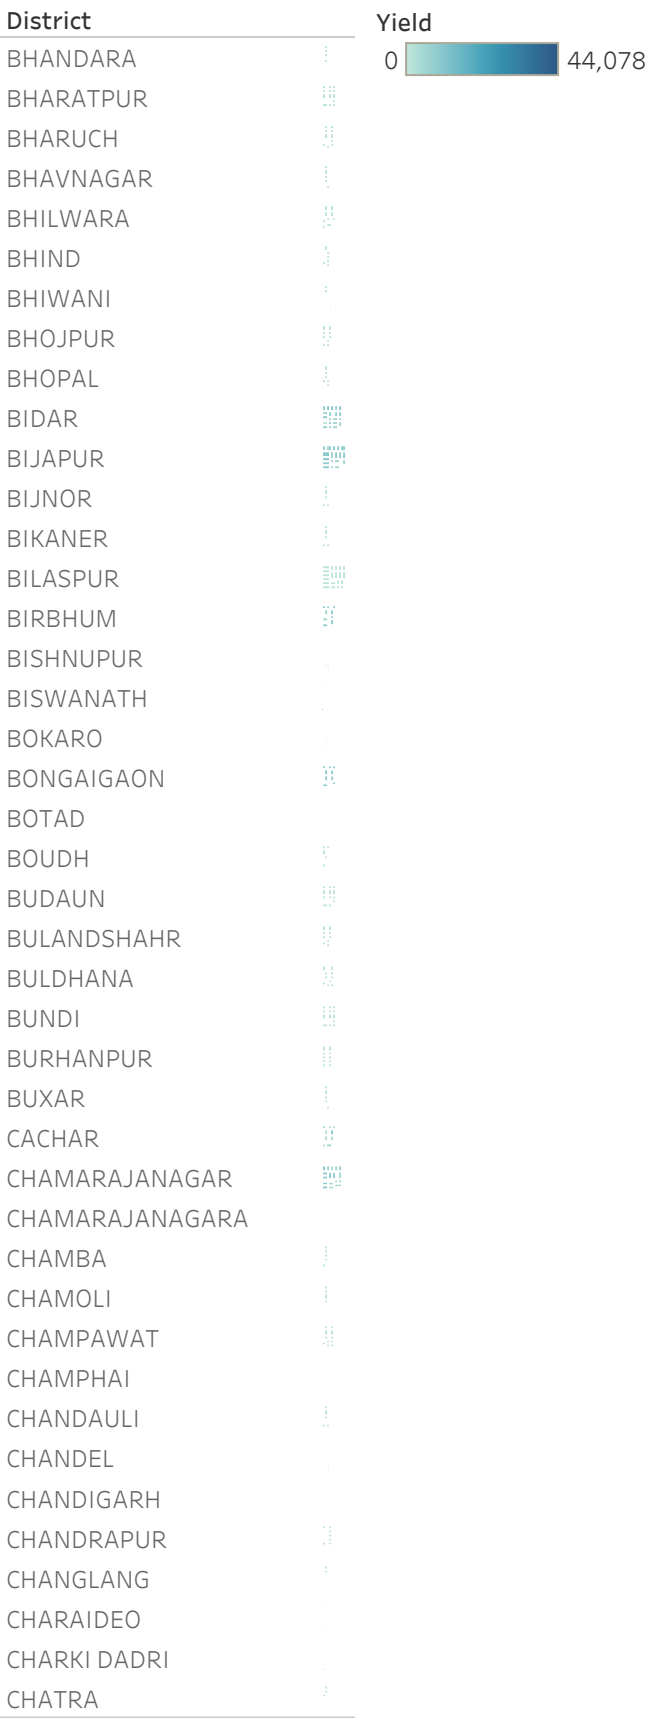 District
Yield
0 44,078
BHANDARA
BHARATPUR
BHARUCH
BHAVNAGAR
BHILWARA
BHIND
BHIWANI
BHOJPUR
BHOPAL
BIDAR
BIJAPUR
BIJNOR
BIKANER
BILASPUR
BIRBHUM
BISHNUPUR
BISWANATH
BOKARO
BONGAIGAON
BOTAD
BOUDH
BUDAUN
BULANDSHAHR
BULDHANA
BUNDI
BURHANPUR
BUXAR
CACHAR
CHAMARAJANAGAR
CHAMARAJANAGARA
CHAMBA
CHAMOLI
CHAMPAWAT
CHAMPHAI
CHANDAULI
CHANDEL
CHANDIGARH
CHANDRAPUR
CHANGLANG
CHARAIDEO
CHARKI DADRI
CHATRA